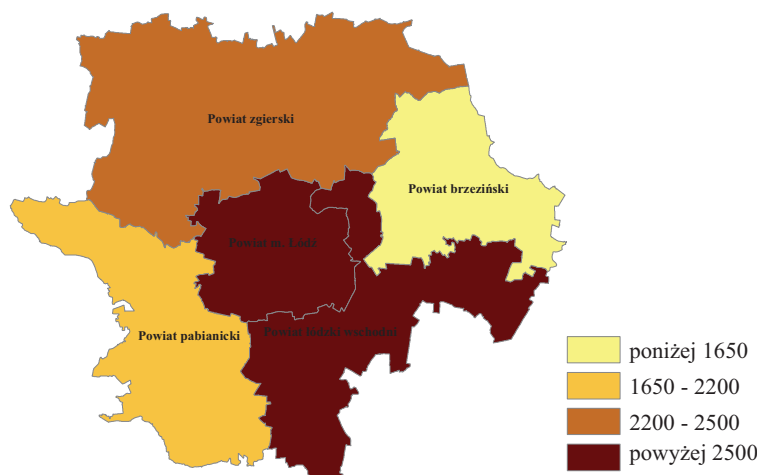 Powiat zgierski
Powiat brzeziński
Powiat m. Łódź
Powiat łódzki wschodni
Powiat pabianicki
poniżej 1650
1650 - 2200
2200 - 2500
powyżej 2500